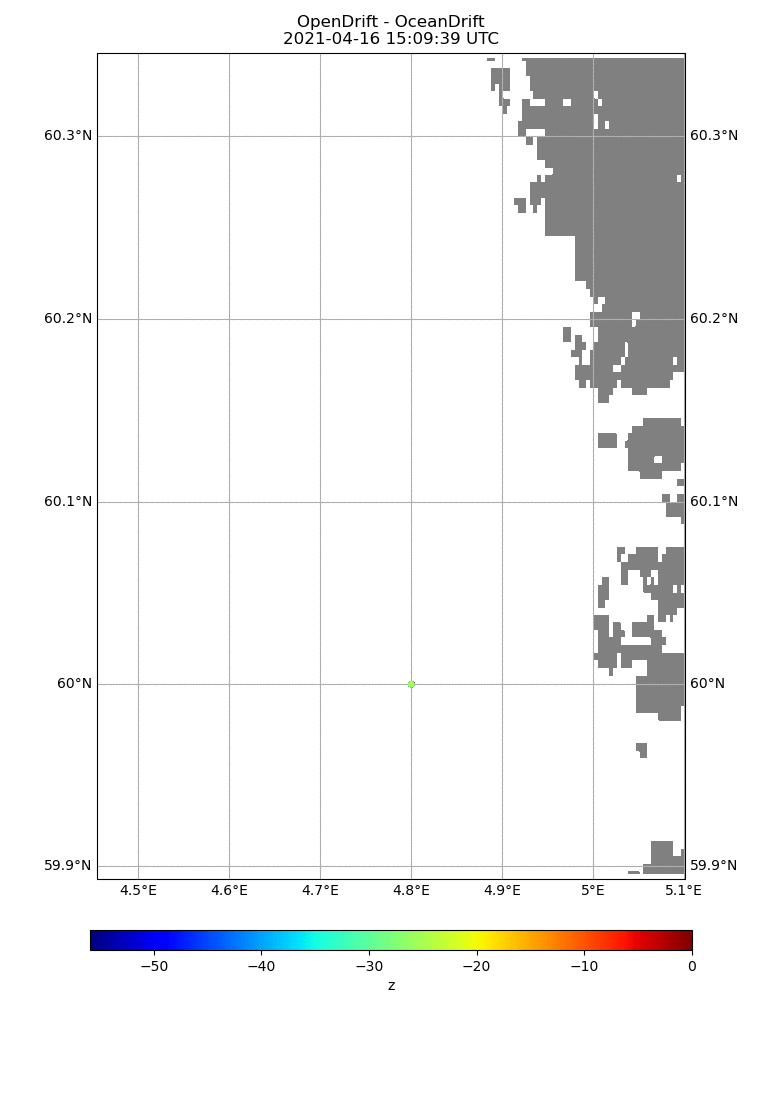 OpenDrift - OceanDrift
2021-04-16 15:09:39 UTC
60.3°N 60.3°N
60.2°N 60.2°N
60.1°N 60.1°N
60°N 60°N
59.9°N 59.9°N
4.5°E 4.6°E 4.7°E 4.8°E 4.9°E 5°E 5.1°E
−50 −40 −30 −20 −10 0
z